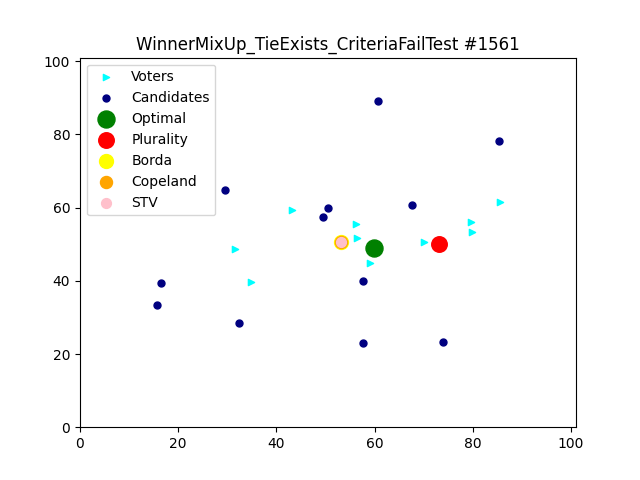 WinnerMixUp_TieExists_CriteriaFailTest #1561
Voters
Candidates
Optimal
Plurality
Borda
Copeland
STV
100
80
60
40
20
0
0 20 40 60 80 100